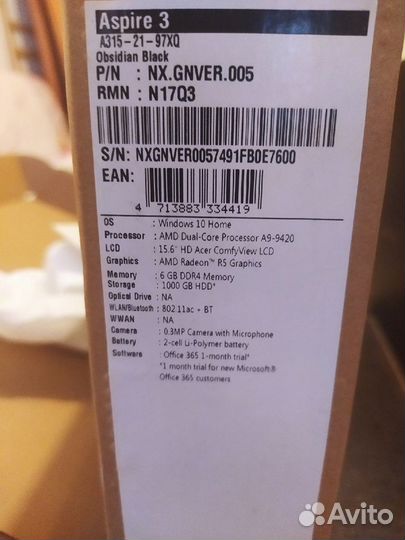 Aspire 3
A315-21-97XQ
Obsidian Black
P/N : NX.GNVER.005
RMN : N17Q3
S/N: NXGNVER0057491FB0E7600
EAN:
4 713883 334419
OS : Windows 10 Home
Processor : AMD Dual-Core Processor A9-9420
LCD : 15.6" HD Acer ComfyView LCD
Graphics : AMD Radeon™ R5 Graphics
Memory : 6 GB DDR4 Memory
Storage : 1000 GB HDD*
Optical Drive : NA
WLAN/Bluetooth : 802.11ac + BT
WWAN : NA
Camera : 0.3MP Camera with Microphone
Battery : 2-cell Li-Polymer battery
Software : Office 365 1-month trial*
*1 month trial for new Microsoft®
Office 365 customers
Avito